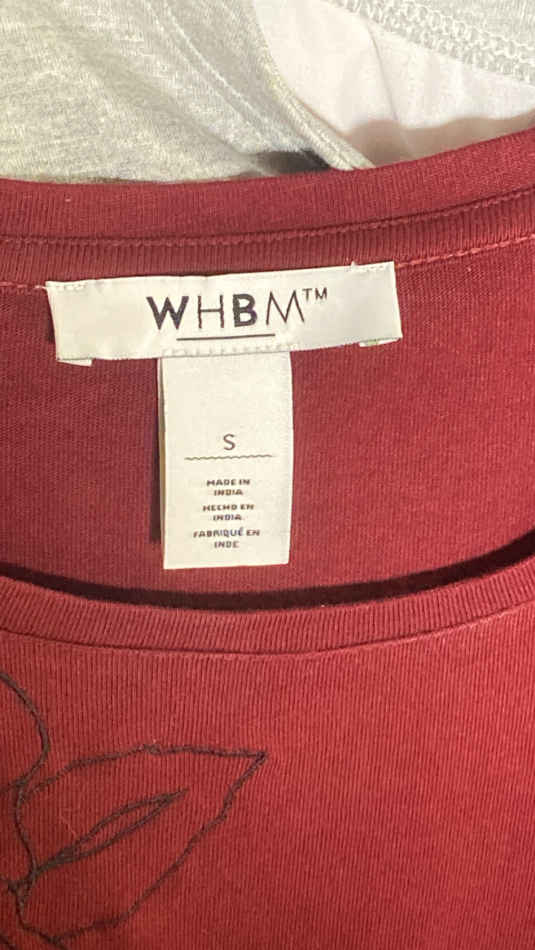 WHBM™
S
MADE IN
INDIA
HECHO EN
INDIA
FABRIQUÉ EN
INDE